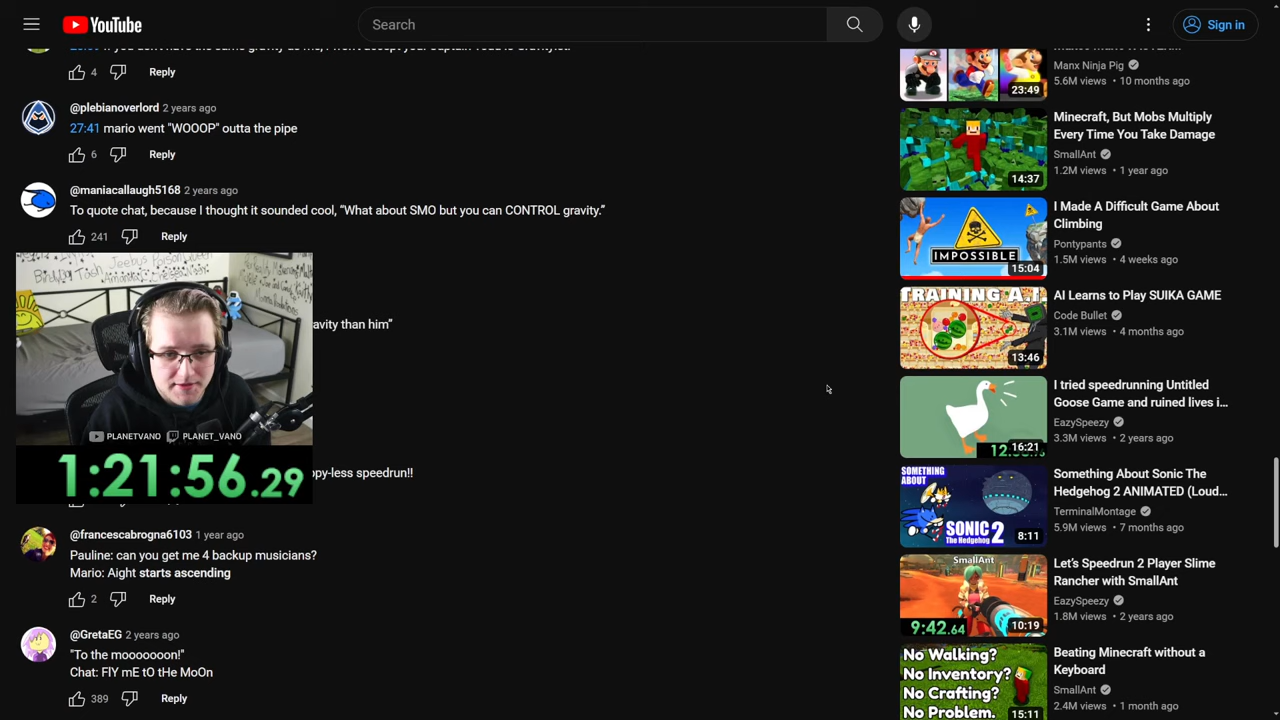 YouTube
Search
Sign in
4
Reply
@plebianoverlord 2 years ago
27:41 mario went "WOOOP" outta the pipe
6
Reply
@maniacallaugh5168 2 years ago
To quote chat, because I thought it sounded cool, “What about SMO but you can CONTROL gravity.”
241
Reply
avity than him”
PLANETVANO PLANET_VANO
1:21:56.29
ppy-less speedrun!!
@francescabrogna6103 1 year ago
Pauline: can you get me 4 backup musicians?
Mario: Aight starts ascending
2
Reply
@GretaEG 2 years ago
"To the mooooooon!"
Chat: FlY mE tO tHe MoOn
389
Reply
23:49
Manx Ninja Pig
5.6M views • 10 months ago
14:37
Minecraft, But Mobs Multiply
Every Time You Take Damage
SmallAnt
1.2M views • 1 year ago
IMPOSSIBLE
15:04
I Made A Difficult Game About
Climbing
Pontypants
1.5M views • 4 weeks ago
TRAINING A.I.
13:46
AI Learns to Play SUIKA GAME
Code Bullet
3.1M views • 4 months ago
16:21
I tried speedrunning Untitled
Goose Game and ruined lives i...
EazySpeezy
3.3M views • 2 years ago
SOMETHING
ABOUT
SONIC
The Hedgehog 2
8:11
Something About Sonic The
Hedgehog 2 ANIMATED (Loud...
TerminalMontage
5.9M views • 7 months ago
SmallAnt
9:42.64
10:19
Let’s Speedrun 2 Player Slime
Rancher with SmallAnt
EazySpeezy
1.8M views • 2 years ago
No Walking?
No Inventory?
No Crafting?
No Problem.
15:11
Beating Minecraft without a
Keyboard
SmallAnt
2.4M views • 1 month ago